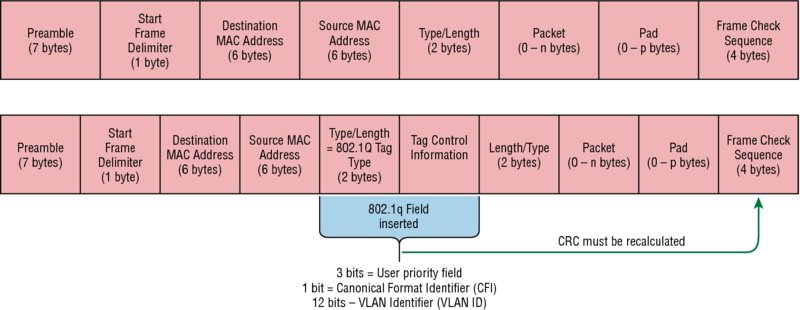 Preamble
(7 bytes)
Start
Frame
Delimiter
(1 byte)
Destination
MAC Address
(6 bytes)
Source MAC
Address
(6 bytes)
Type/Length
(2 bytes)
Packet
(0 – n bytes)
Pad
(0 – p bytes)
Frame Check
Sequence
(4 bytes)
Preamble
(7 bytes)
Start
Frame
Delimiter
(1 byte)
Destination
MAC Address
(6 bytes)
Source MAC
Address
(6 bytes)
Type/Length
= 802.1Q Tag
Type
(2 bytes)
Tag Control
Information
Length/Type
(2 bytes)
Packet
(0 – n bytes)
Pad
(0 – p bytes)
Frame Check
Sequence
(4 bytes)
802.1q Field
inserted
CRC must be recalculated
3 bits = User priority field
1 bit = Canonical Format Identifier (CFI)
12 bits – VLAN Identifier (VLAN ID)